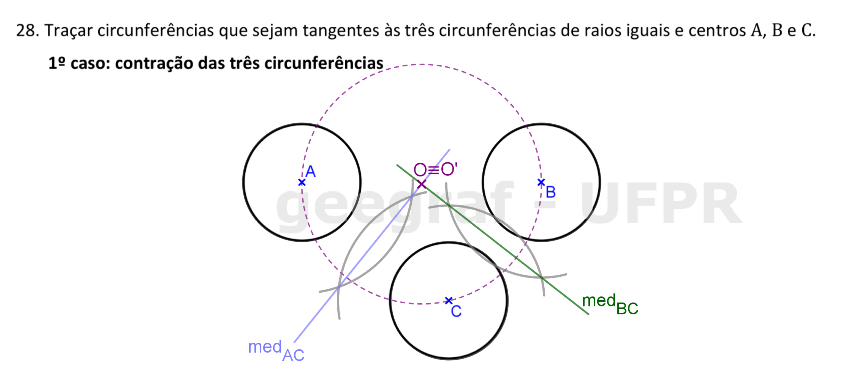 28. Traçar circunferências que sejam tangentes às três circunferências de raios iguais e centros A, B e C.
1º caso: contração das três circunferências
A
O≡O'
B
geegraf - UFPR
C
med_BC
med_AC